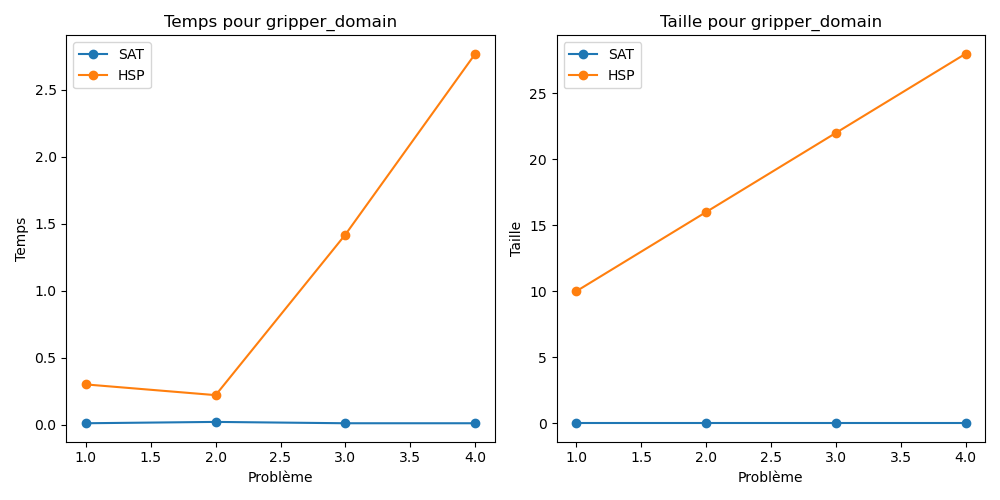 Temps pour gripper_domain
SAT
HSP
2.5
2.0
1.5
1.0
0.5
0.0
Temps
1.0 1.5 2.0 2.5 3.0 3.5 4.0
Problème
Taille pour gripper_domain
SAT
HSP
25
20
15
10
5
0
Taille
1.0 1.5 2.0 2.5 3.0 3.5 4.0
Problème